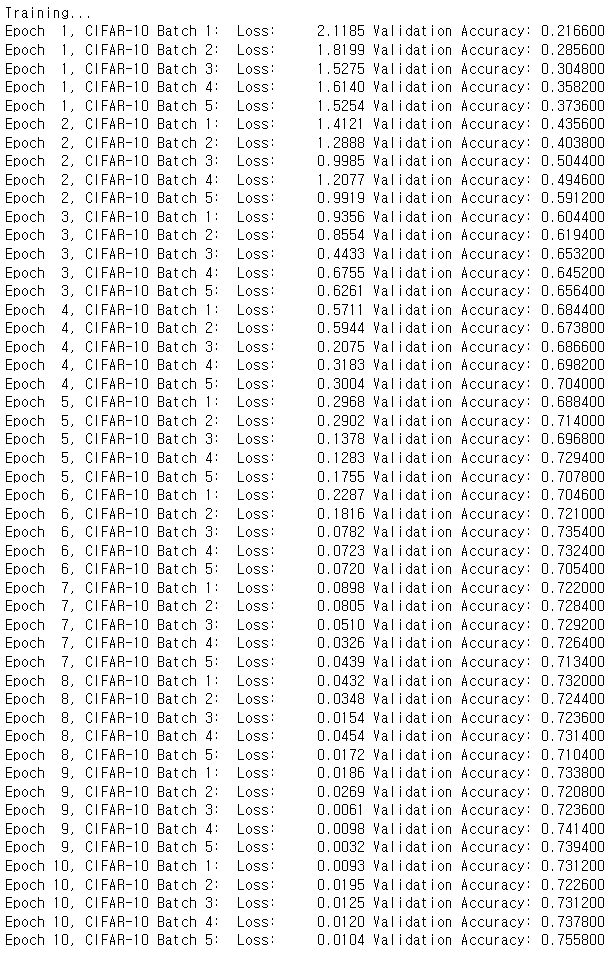 Training...
Epoch  1, CIFAR-10 Batch 1:  Loss:     2.1185 Validation Accuracy: 0.216600
Epoch  1, CIFAR-10 Batch 2:  Loss:     1.8199 Validation Accuracy: 0.285600
Epoch  1, CIFAR-10 Batch 3:  Loss:     1.5275 Validation Accuracy: 0.304800
Epoch  1, CIFAR-10 Batch 4:  Loss:     1.6140 Validation Accuracy: 0.358200
Epoch  1, CIFAR-10 Batch 5:  Loss:     1.5254 Validation Accuracy: 0.373600
Epoch  2, CIFAR-10 Batch 1:  Loss:     1.4121 Validation Accuracy: 0.435600
Epoch  2, CIFAR-10 Batch 2:  Loss:     1.2888 Validation Accuracy: 0.403800
Epoch  2, CIFAR-10 Batch 3:  Loss:     0.9985 Validation Accuracy: 0.504400
Epoch  2, CIFAR-10 Batch 4:  Loss:     1.2077 Validation Accuracy: 0.494600
Epoch  2, CIFAR-10 Batch 5:  Loss:     0.9919 Validation Accuracy: 0.591200
Epoch  3, CIFAR-10 Batch 1:  Loss:     0.9356 Validation Accuracy: 0.604400
Epoch  3, CIFAR-10 Batch 2:  Loss:     0.8554 Validation Accuracy: 0.619400
Epoch  3, CIFAR-10 Batch 3:  Loss:     0.4433 Validation Accuracy: 0.653200
Epoch  3, CIFAR-10 Batch 4:  Loss:     0.6755 Validation Accuracy: 0.645200
Epoch  3, CIFAR-10 Batch 5:  Loss:     0.6261 Validation Accuracy: 0.656400
Epoch  4, CIFAR-10 Batch 1:  Loss:     0.5711 Validation Accuracy: 0.684400
Epoch  4, CIFAR-10 Batch 2:  Loss:     0.5944 Validation Accuracy: 0.673800
Epoch  4, CIFAR-10 Batch 3:  Loss:     0.2075 Validation Accuracy: 0.686600
Epoch  4, CIFAR-10 Batch 4:  Loss:     0.3183 Validation Accuracy: 0.698200
Epoch  4, CIFAR-10 Batch 5:  Loss:     0.3004 Validation Accuracy: 0.704000
Epoch  5, CIFAR-10 Batch 1:  Loss:     0.2968 Validation Accuracy: 0.688400
Epoch  5, CIFAR-10 Batch 2:  Loss:     0.2902 Validation Accuracy: 0.714000
Epoch  5, CIFAR-10 Batch 3:  Loss:     0.1378 Validation Accuracy: 0.696800
Epoch  5, CIFAR-10 Batch 4:  Loss:     0.1283 Validation Accuracy: 0.729400
Epoch  5, CIFAR-10 Batch 5:  Loss:     0.1755 Validation Accuracy: 0.707800
Epoch  6, CIFAR-10 Batch 1:  Loss:     0.2287 Validation Accuracy: 0.704600
Epoch  6, CIFAR-10 Batch 2:  Loss:     0.1816 Validation Accuracy: 0.721000
Epoch  6, CIFAR-10 Batch 3:  Loss:     0.0782 Validation Accuracy: 0.735400
Epoch  6, CIFAR-10 Batch 4:  Loss:     0.0723 Validation Accuracy: 0.732400
Epoch  6, CIFAR-10 Batch 5:  Loss:     0.0720 Validation Accuracy: 0.705400
Epoch  7, CIFAR-10 Batch 1:  Loss:     0.0898 Validation Accuracy: 0.722000
Epoch  7, CIFAR-10 Batch 2:  Loss:     0.0805 Validation Accuracy: 0.728400
Epoch  7, CIFAR-10 Batch 3:  Loss:     0.0510 Validation Accuracy: 0.729200
Epoch  7, CIFAR-10 Batch 4:  Loss:     0.0326 Validation Accuracy: 0.726400
Epoch  7, CIFAR-10 Batch 5:  Loss:     0.0439 Validation Accuracy: 0.713400
Epoch  8, CIFAR-10 Batch 1:  Loss:     0.0432 Validation Accuracy: 0.732000
Epoch  8, CIFAR-10 Batch 2:  Loss:     0.0348 Validation Accuracy: 0.724400
Epoch  8, CIFAR-10 Batch 3:  Loss:     0.0154 Validation Accuracy: 0.723600
Epoch  8, CIFAR-10 Batch 4:  Loss:     0.0454 Validation Accuracy: 0.731400
Epoch  8, CIFAR-10 Batch 5:  Loss:     0.0172 Validation Accuracy: 0.710400
Epoch  9, CIFAR-10 Batch 1:  Loss:     0.0186 Validation Accuracy: 0.733800
Epoch  9, CIFAR-10 Batch 2:  Loss:     0.0269 Validation Accuracy: 0.720800
Epoch  9, CIFAR-10 Batch 3:  Loss:     0.0061 Validation Accuracy: 0.723600
Epoch  9, CIFAR-10 Batch 4:  Loss:     0.0098 Validation Accuracy: 0.741400
Epoch  9, CIFAR-10 Batch 5:  Loss:     0.0032 Validation Accuracy: 0.739400
Epoch 10, CIFAR-10 Batch 1:  Loss:     0.0093 Validation Accuracy: 0.731200
Epoch 10, CIFAR-10 Batch 2:  Loss:     0.0195 Validation Accuracy: 0.722600
Epoch 10, CIFAR-10 Batch 3:  Loss:     0.0125 Validation Accuracy: 0.731200
Epoch 10, CIFAR-10 Batch 4:  Loss:     0.0120 Validation Accuracy: 0.737800
Epoch 10, CIFAR-10 Batch 5:  Loss:     0.0104 Validation Accuracy: 0.755800